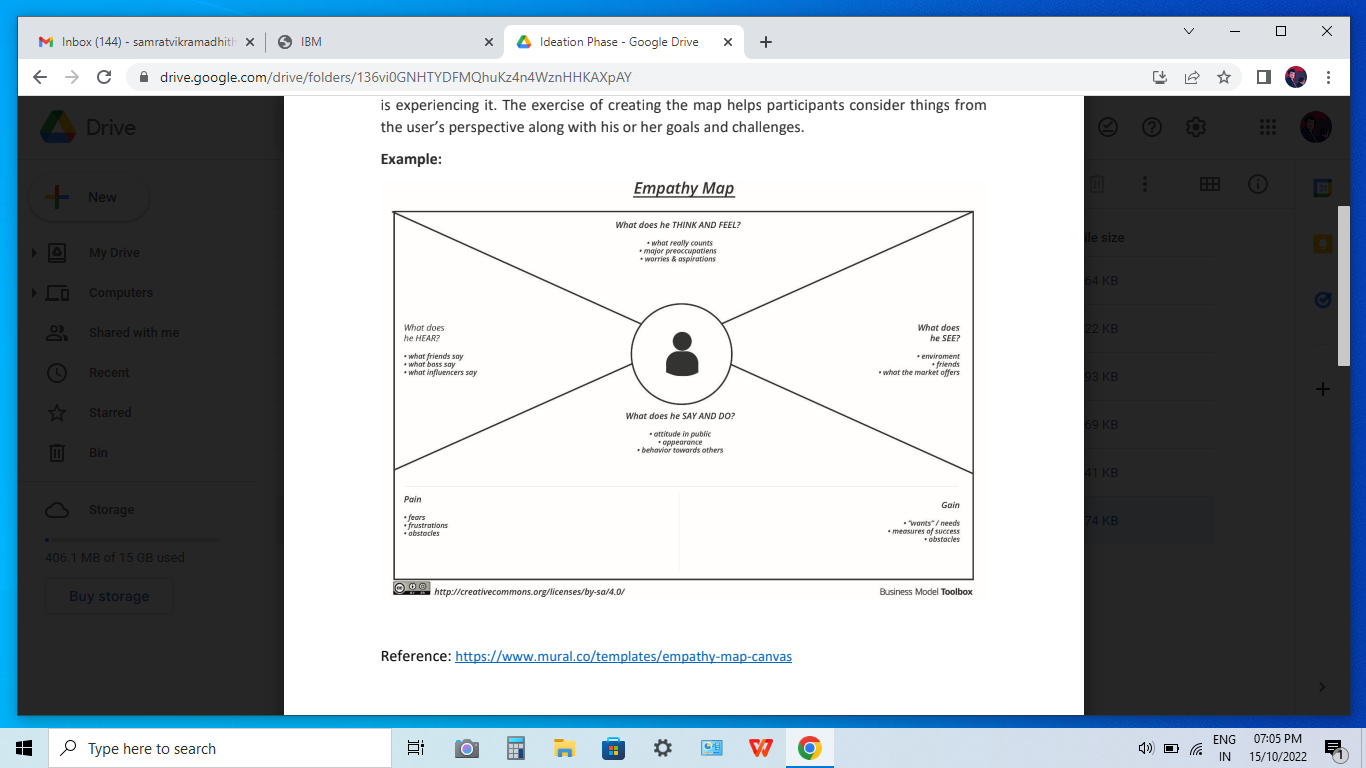 Inbox (144) - samratvikramadhith
IBM
Ideation Phase - Google Drive
drive.google.com/drive/folders/136vi0GNHTYDFMQhuKz4n4WznHHKAXpAY
Drive
New
My Drive
Computers
Shared with me
Recent
Starred
Bin
Storage
406.1 MB of 15 GB used
Buy storage
is experiencing it. The exercise of creating the map helps participants consider things from
the user's perspective along with his or her goals and challenges.
Example:
Empathy Map
What does he THINK AND FEEL?
• what really counts
• major preoccupatiens
• worries & aspirations
What does
he HEAR?
• what friends say
• what boss say
• what influencers say
What does
he SEE?
• enviroment
• friends
• what the market offers
What does he SAY AND DO?
• attitude in public
• appearance
• behavior towards others
Pain
• fears
• frustrations
• obstacles
Gain
• "wants" / needs
• measures of success
• obstacles
http://creativecommons.org/licenses/by-sa/4.0/
Business Model Toolbox
Reference: https://www.mural.co/templates/empathy-map-canvas
size
64 KB
22 KB
93 KB
69 KB
41 KB
74 KB
Type here to search
ENG
IN
07:05 PM
15/10/2022
1